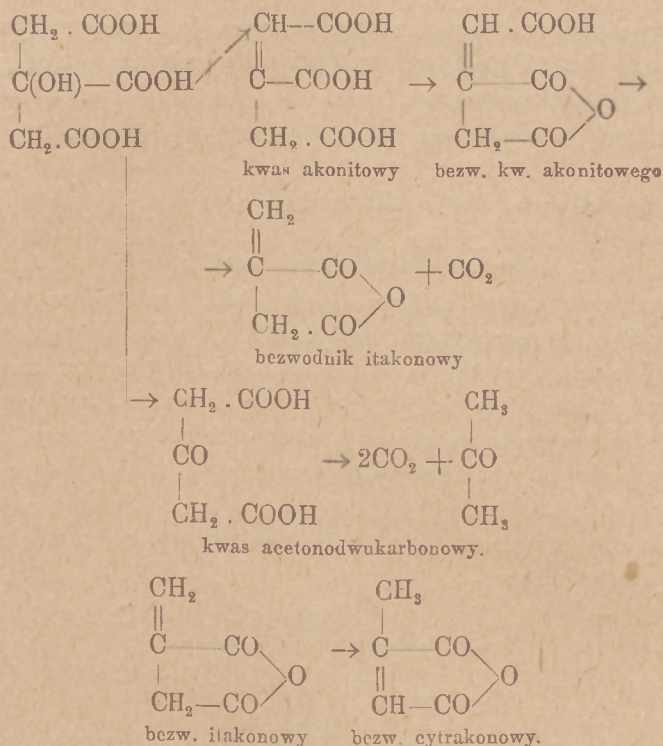 CH₂ . COOH CH--COOH CH . COOH
C(OH)—COOH C—COOH → C — CO →
O
CH₂.COOH CH₂. COOH CH₂—CO
kwas akonitowy bezw. kw. akonitowego
CH₂
→ C — CO +CO₂
O
CH₂ . CO
bezwodnik itakonowy
→ CH₂ . COOH CH₃
CO → 2CO₂ + CO
CH₂ . COOH CH₃
kwas acetonodwukarbonowy.
CH₂ CH₃
C — CO → C — CO
O O
CH₂—CO CH—CO
bezw. itakonowy bezw. cytrakonowy.